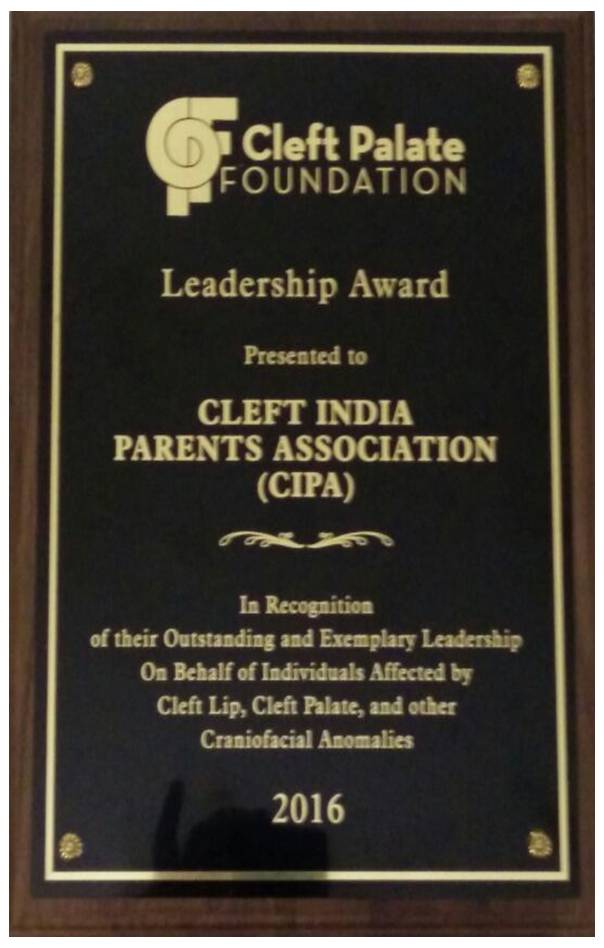 Cleft Palate
FOUNDATION
Leadership Award
Presented to
CLEFT INDIA
PARENTS ASSOCIATION
(CIPA)
In Recognition
of their Outstanding and Exemplary Leadership
On Behalf of Individuals Affected by
Cleft Lip, Cleft Palate, and other
Craniofacial Anomalies
2016